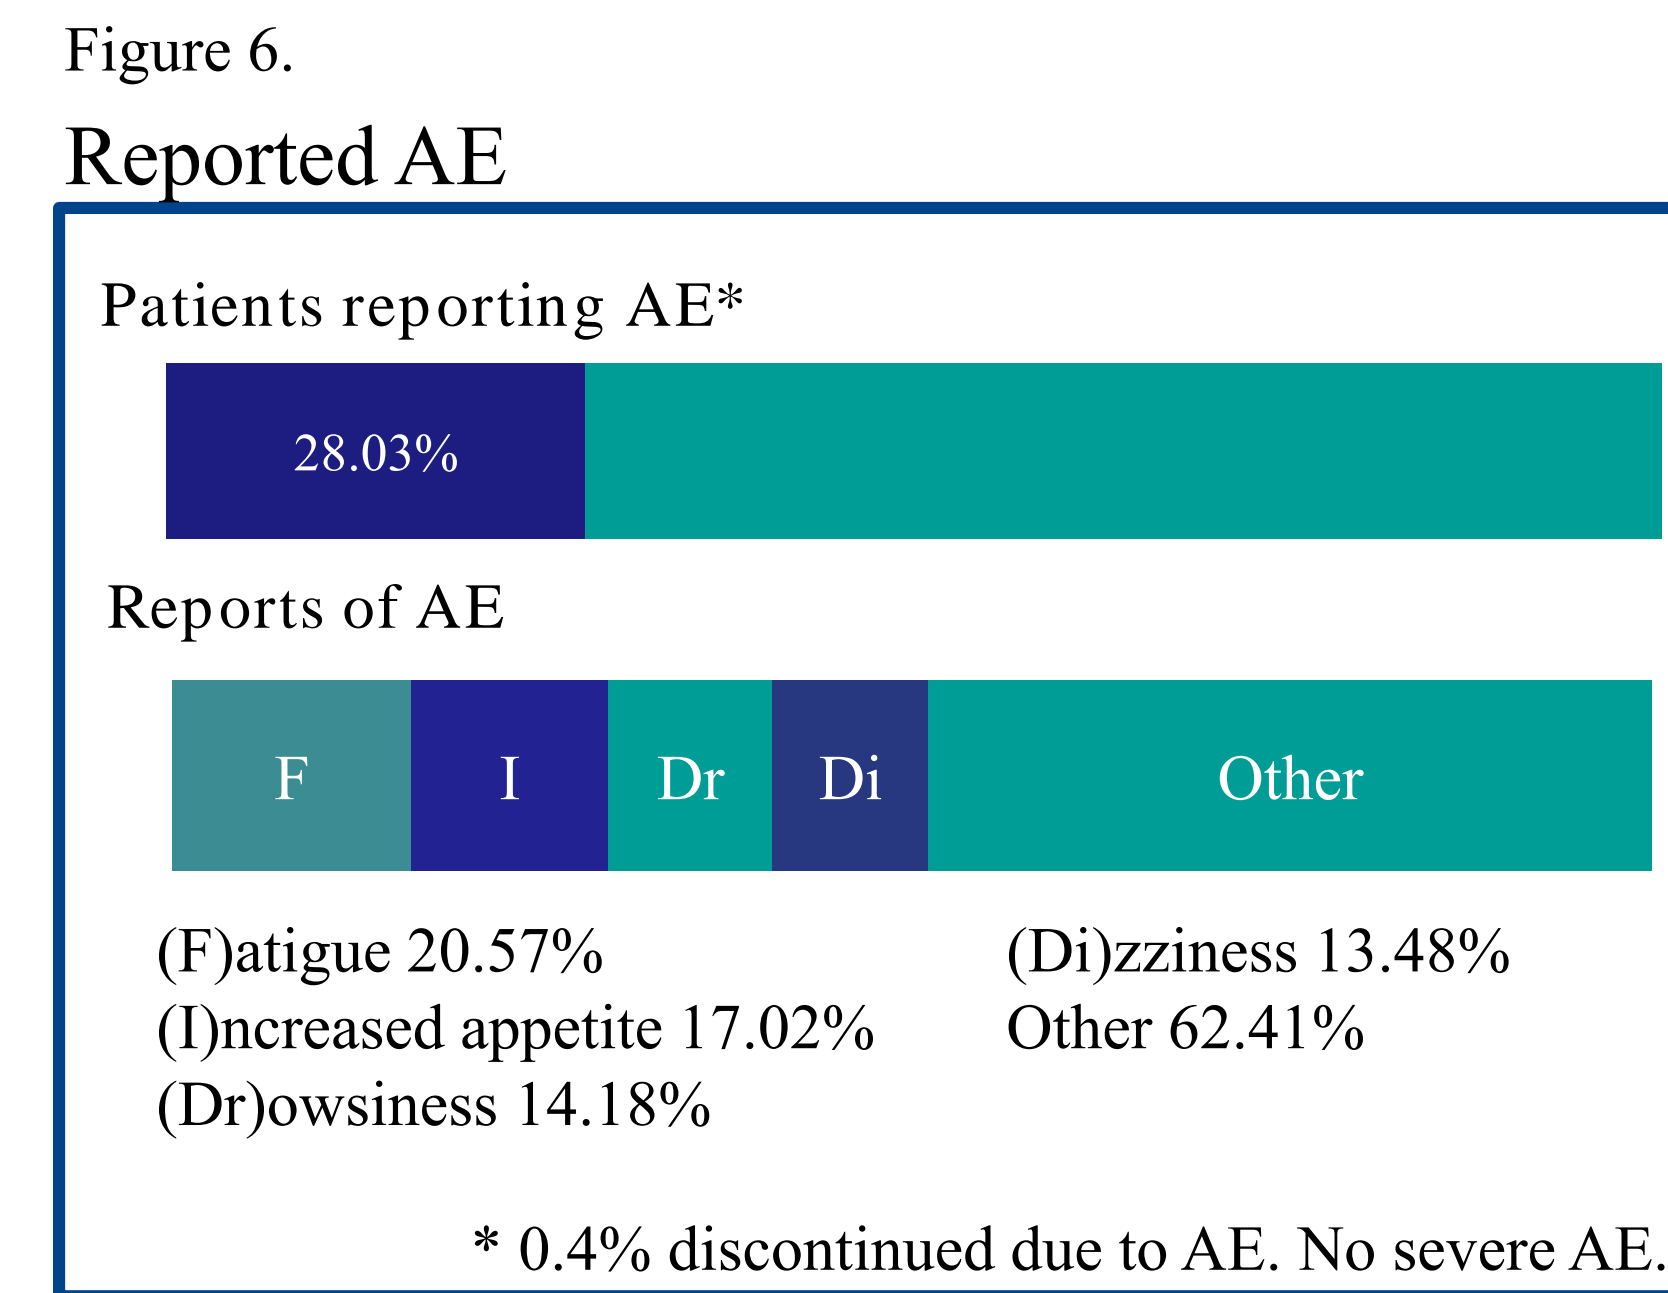 Figure 6.
Reported AE
Patients reporting AE*
28.03%
Reports of AE
F I Dr Di Other
(F)atigue 20.57%
(I)ncreased appetite 17.02%
(Dr)owsiness 14.18%
(Di)zziness 13.48%
Other 62.41%
* 0.4% discontinued due to AE. No severe AE.